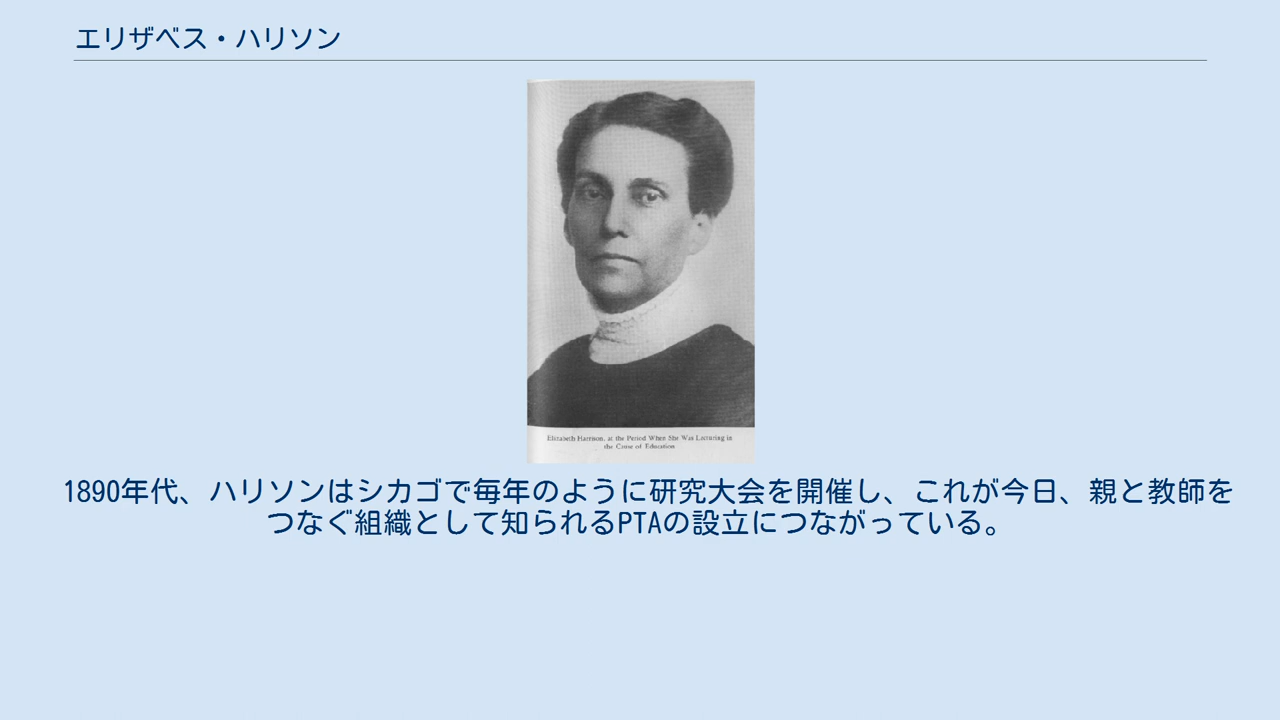 エリザベス・ハリソン
Elizabeth Harrison, at the Period When She Was Lecturing in
the Cause of Education
1890年代、ハリソンはシカゴで毎年のように研究大会を開催し、これが今日、親と教師を
つなぐ組織として知られるPTAの設立につながっている。